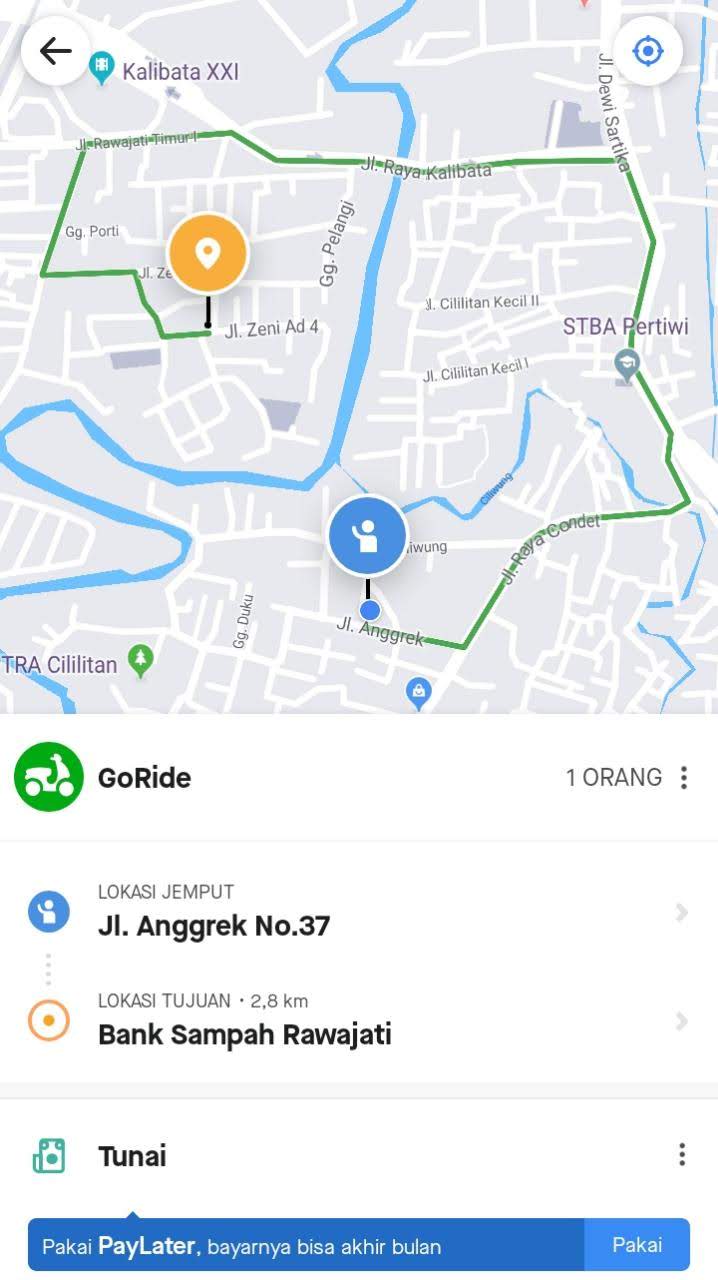 Kalibata XXI
Jl. Dewi Sartika
Jl. Rawajati Timur I
Jl. Raya Kalibata
Gg. Porti
Gg. Pelangi
Jl. Ze
Jl. Zeni Ad 4
Jl. Cililitan Kecil II
STBA Pertiwi
Jl. Cililitan Kecil I
Ciliwung
iwung
Jl. Raya Condet
Gg. Duku
Jl. Anggrek
TRA Cililitan
GoRide
1 ORANG
LOKASI JEMPUT
Jl. Anggrek No.37
LOKASI TUJUAN • 2,8 km
Bank Sampah Rawajati
Tunai
Pakai PayLater, bayarnya bisa akhir bulan
Pakai